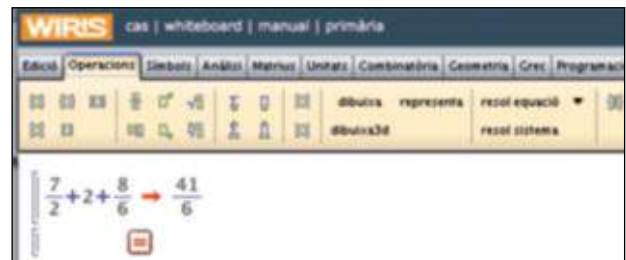 WIRIS cas | whiteboard | manual | primària
Edició Operacions Símbols Anàlisi Matrius Unitats Combinatòria Geometria Grec Programació
dibuixa representa resol equació
dibuixa3d resol sistema
7/2 + 2 + 8/6 → 41/6
=